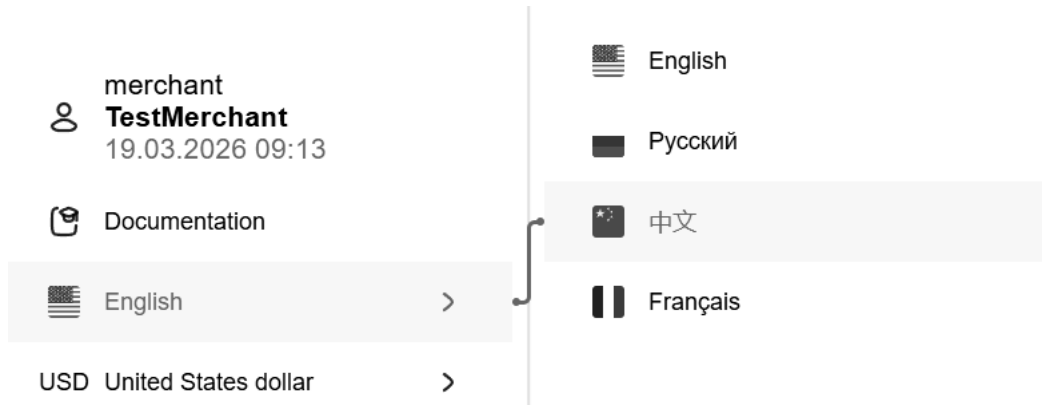 merchant
TestMerchant
19.03.2026 09:13
Documentation
English
USD United States dollar
English
Русский
中文
Français